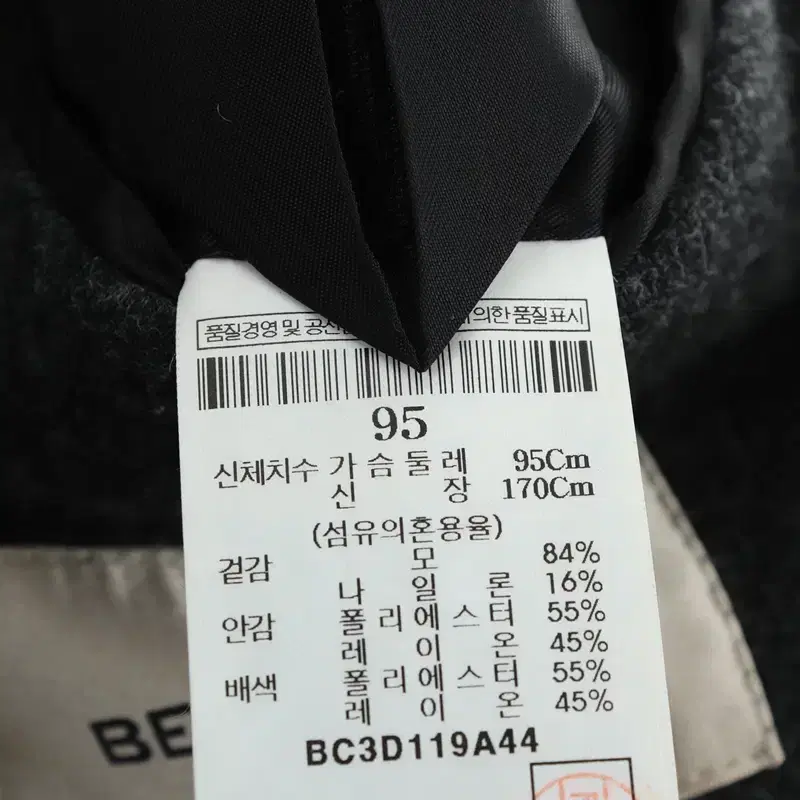 품질경영 및 공산 의한 품질표시
95
신체치수 가 슴 둘 레 95Cm
신 장 170Cm
(섬유의혼용율)
겉감 모 84%
나 일 론 16%
안감 폴 리 에 스 터 55%
레 이 온 45%
배색 폴 리 에 스 터 55%
레 이 온 45%
BC3D119A44